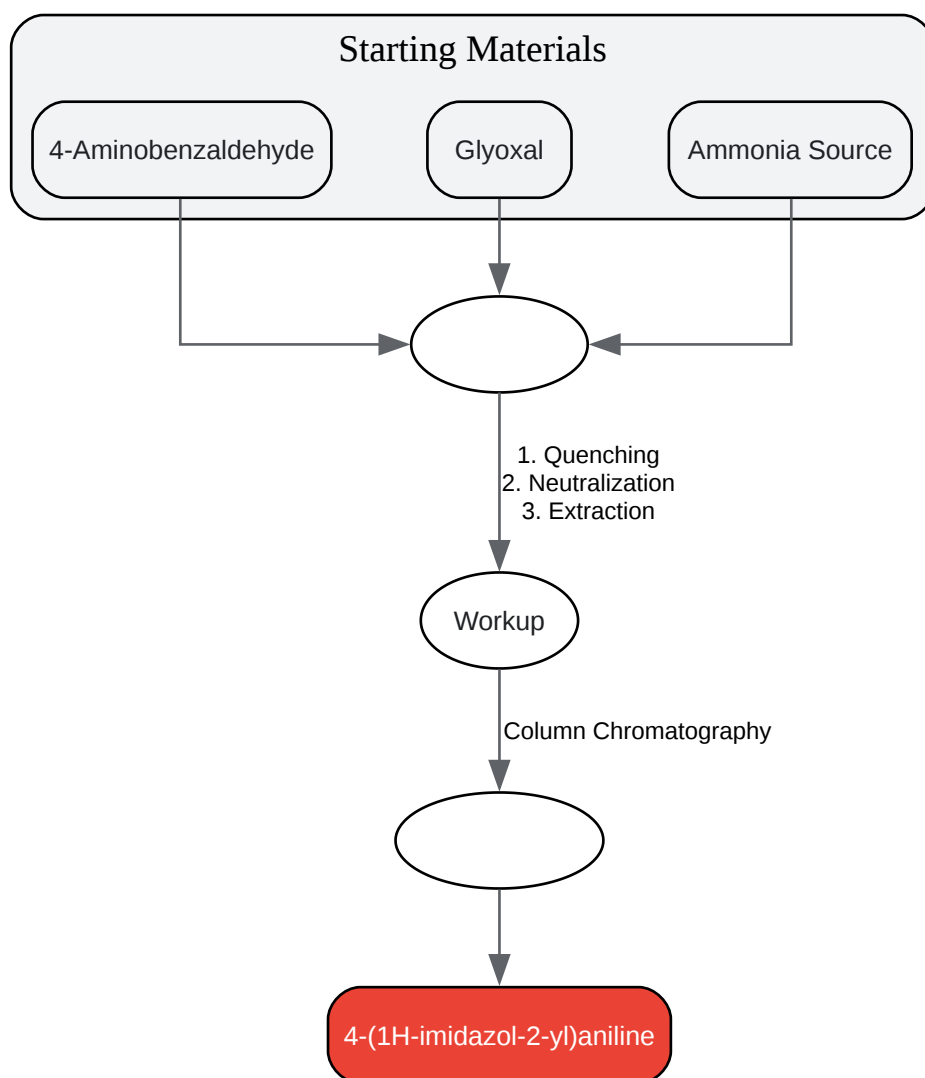 Starting Materials
4-Aminobenzaldehyde
Glyoxal
Ammonia Source
1. Quenching
2. Neutralization
3. Extraction
Workup
Column Chromatography
4-(1H-imidazol-2-yl)aniline